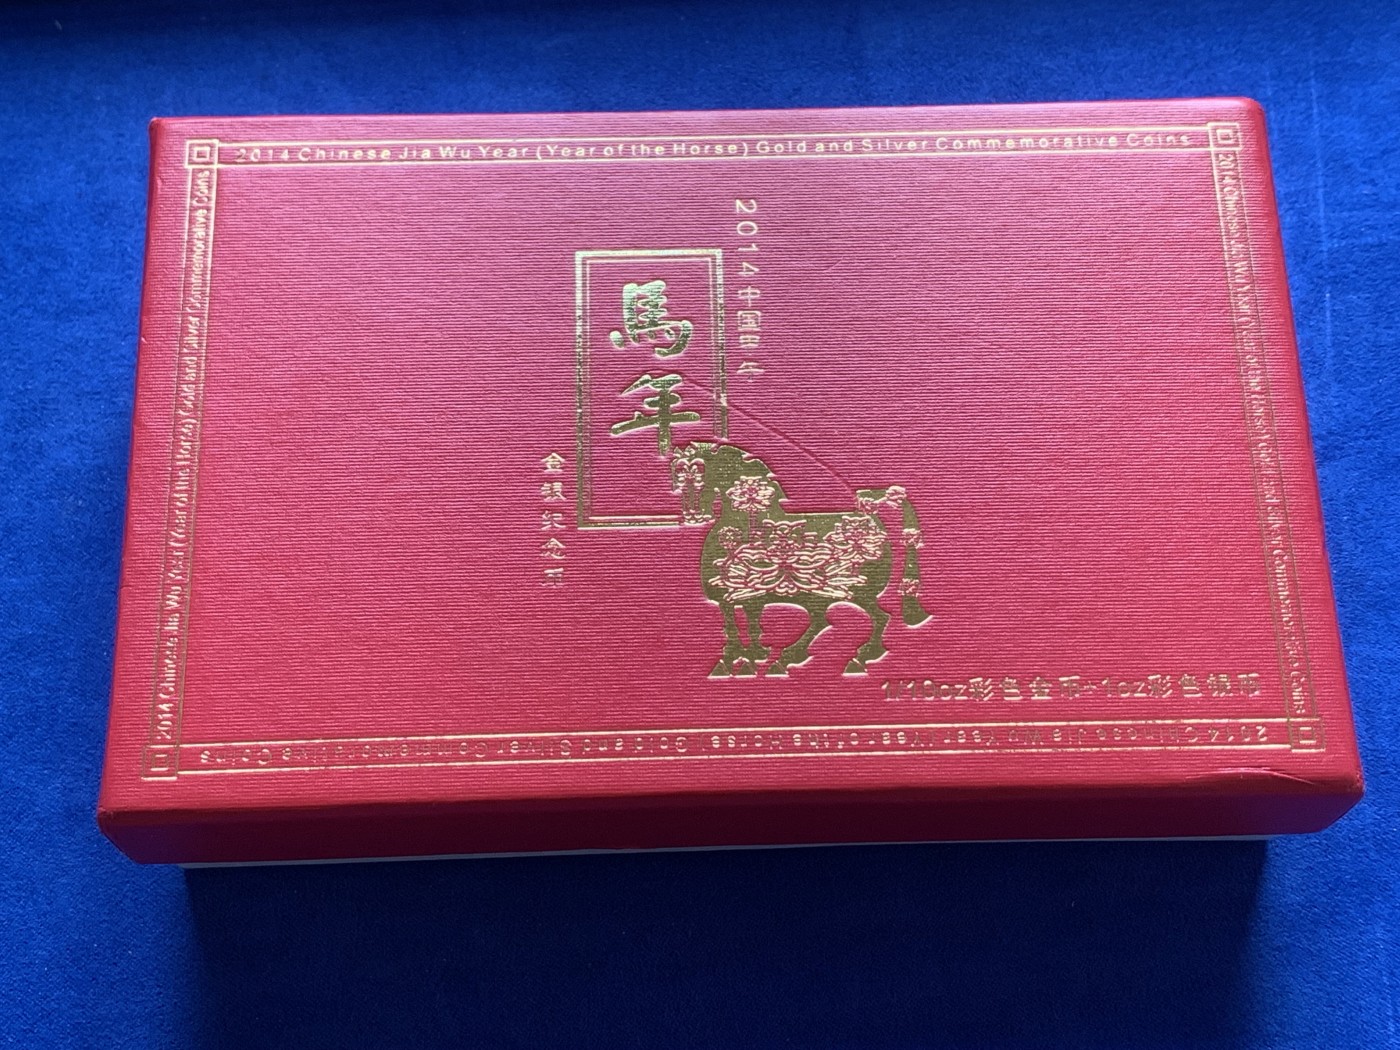 2014 Chinese Jia Wu Year (Year of the Horse) Gold and Silver Commemorative Coins
2014中国甲午
馬年
金银纪念币
1/10oz彩色金币+1oz彩色银币
2014 Chinese Jia Wu Year (Year of the Horse) Gold and Silver Commemorative Coins
2014 Chinese Jia Wu Year (Year of the Horse) Gold and Silver Commemorative Coins
2014 Chinese Jia Wu Year (Year of the Horse) Gold and Silver Commemorative Coins